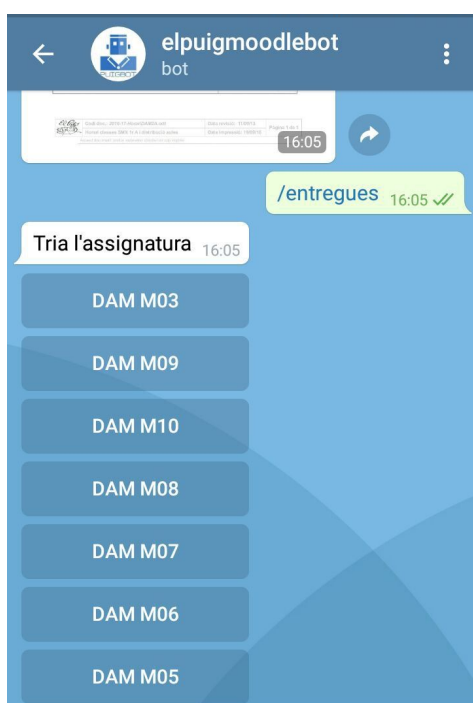 elpuigmoodlebot
bot
PUIGBOT
16:05
/entregues 16:05
Tria l'assignatura 16:05
DAM M03
DAM M09
DAM M10
DAM M08
DAM M07
DAM M06
DAM M05